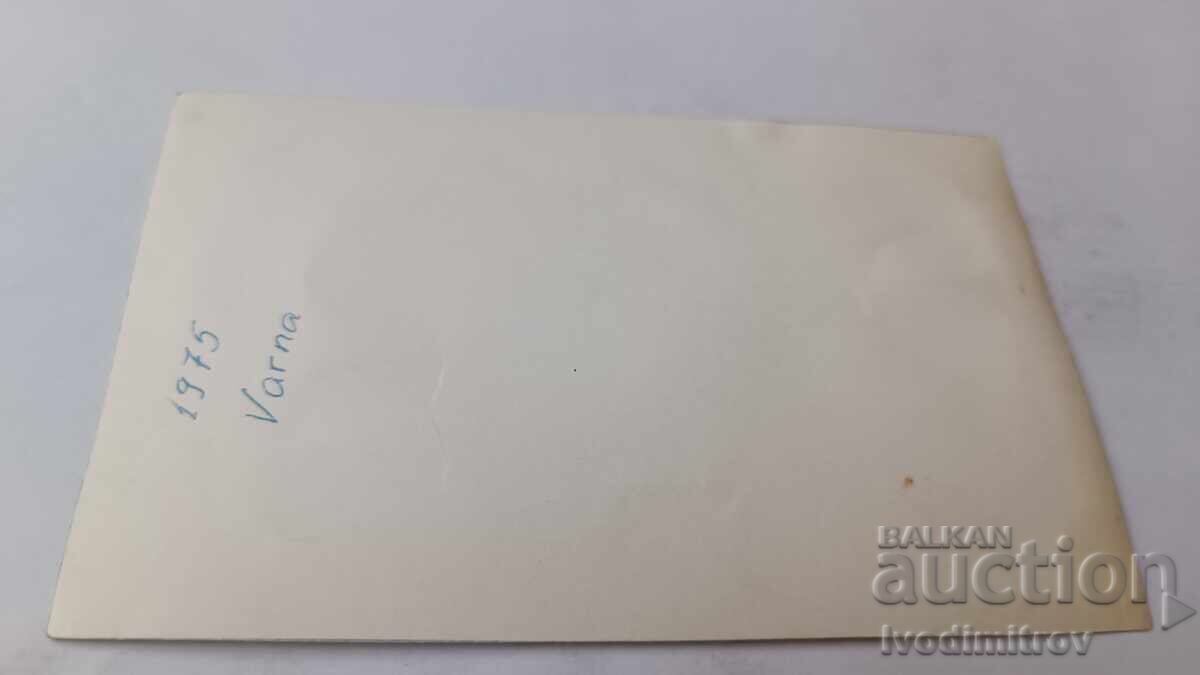 1975
Varna
BALKAN
auction
Ivodimitrov